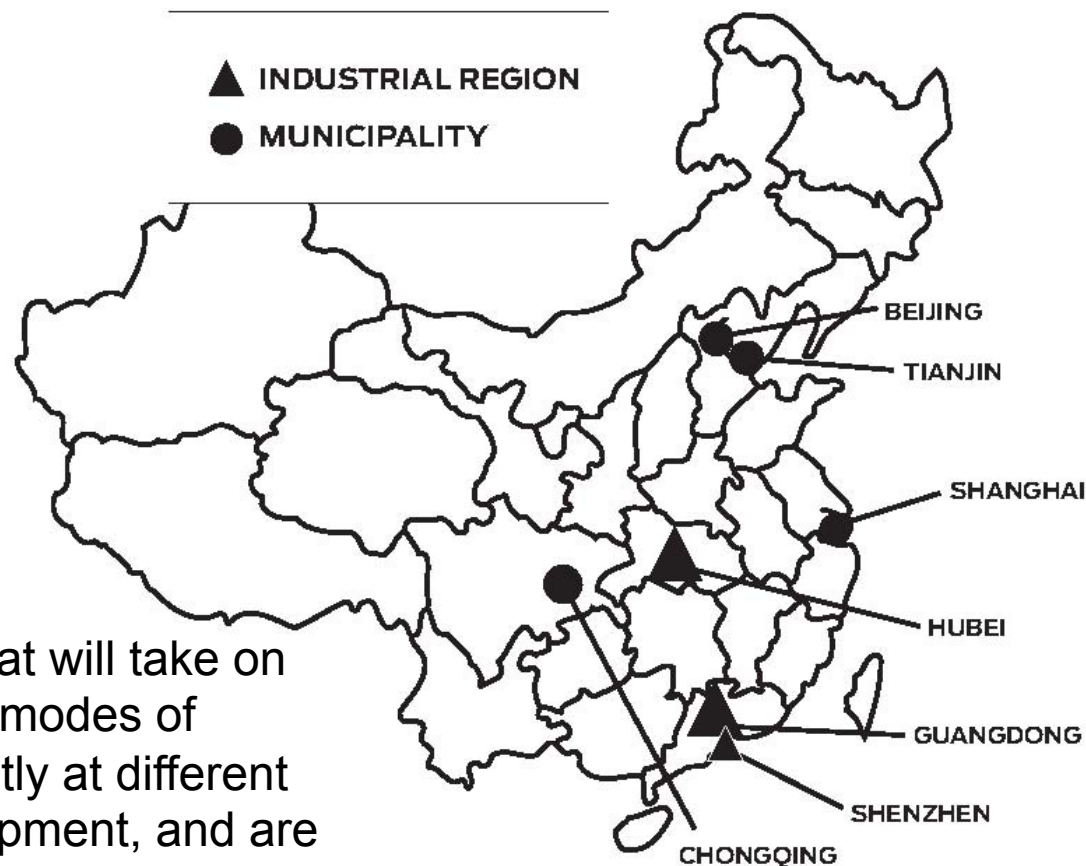 INDUSTRIAL REGION
MUNICIPALITY
BEIJING
TIANJIN
SHANGHAI
HUBEI
at will take on
modes of
tly at different
pment, and are
GUANGDONG
SHENZHEN
CHONGQING